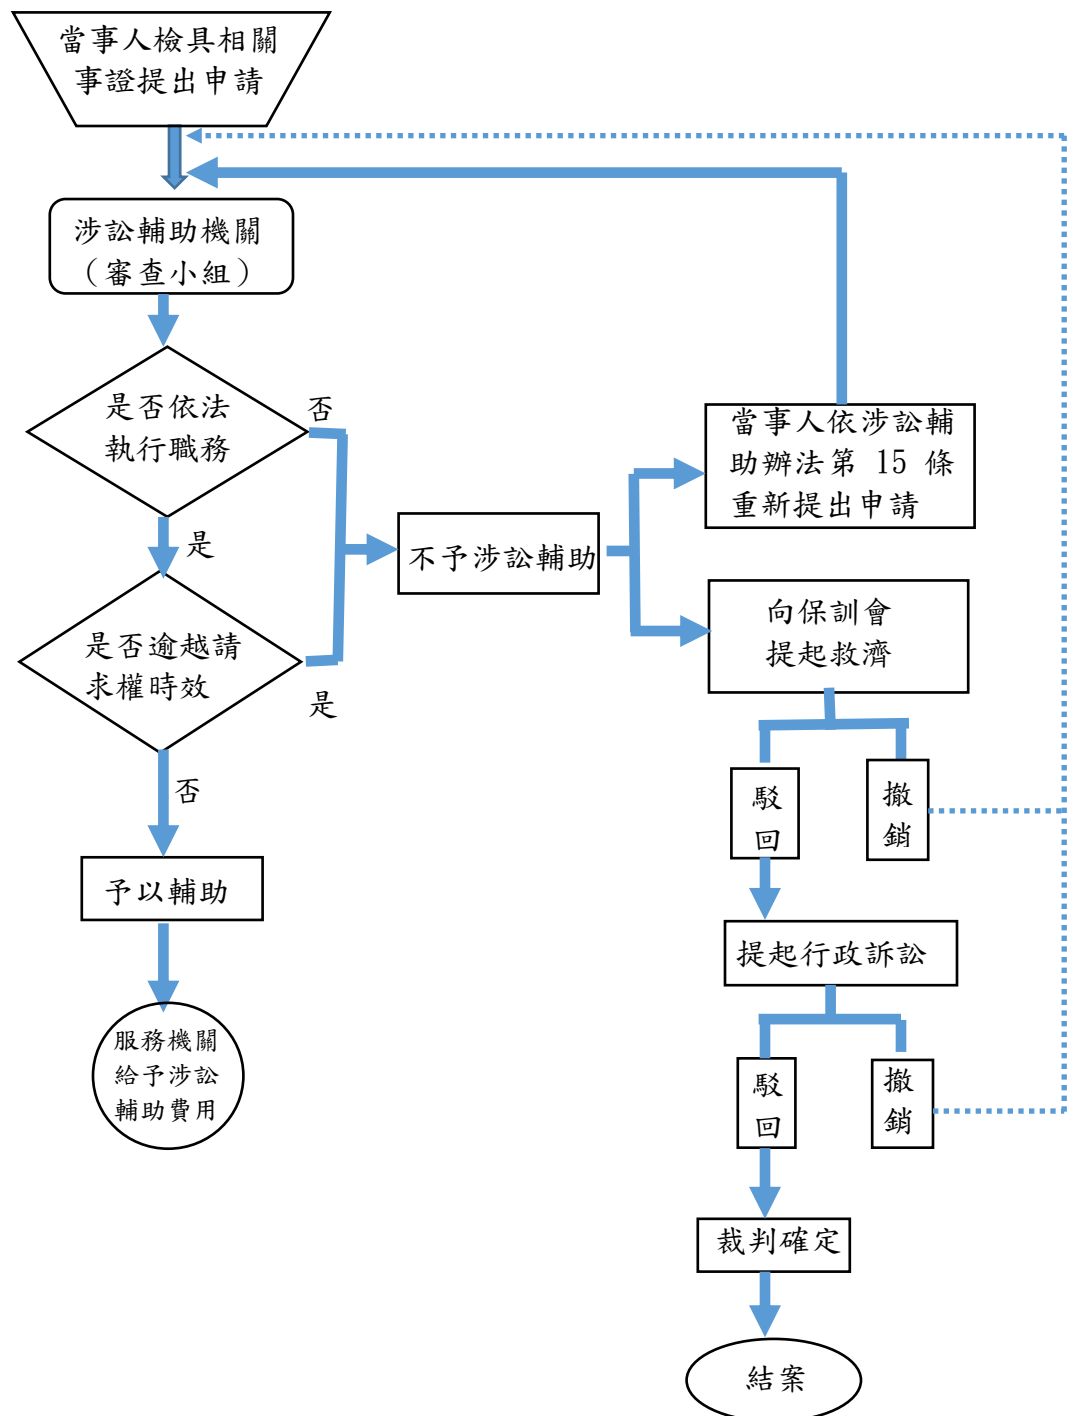 當事人檢具相關
事證提出申請
涉訟輔助機關
（審查小組）
是否依法
執行職務
否
是
是否逾越請
求權時效
是
否
予以輔助
服務機關
給予涉訟
輔助費用
不予涉訟輔助
當事人依涉訟輔
助辦法第 15 條
重新提出申請
向保訓會
提起救濟
駁
回
撤
銷
提起行政訴訟
駁
回
撤
銷
裁判確定
結案